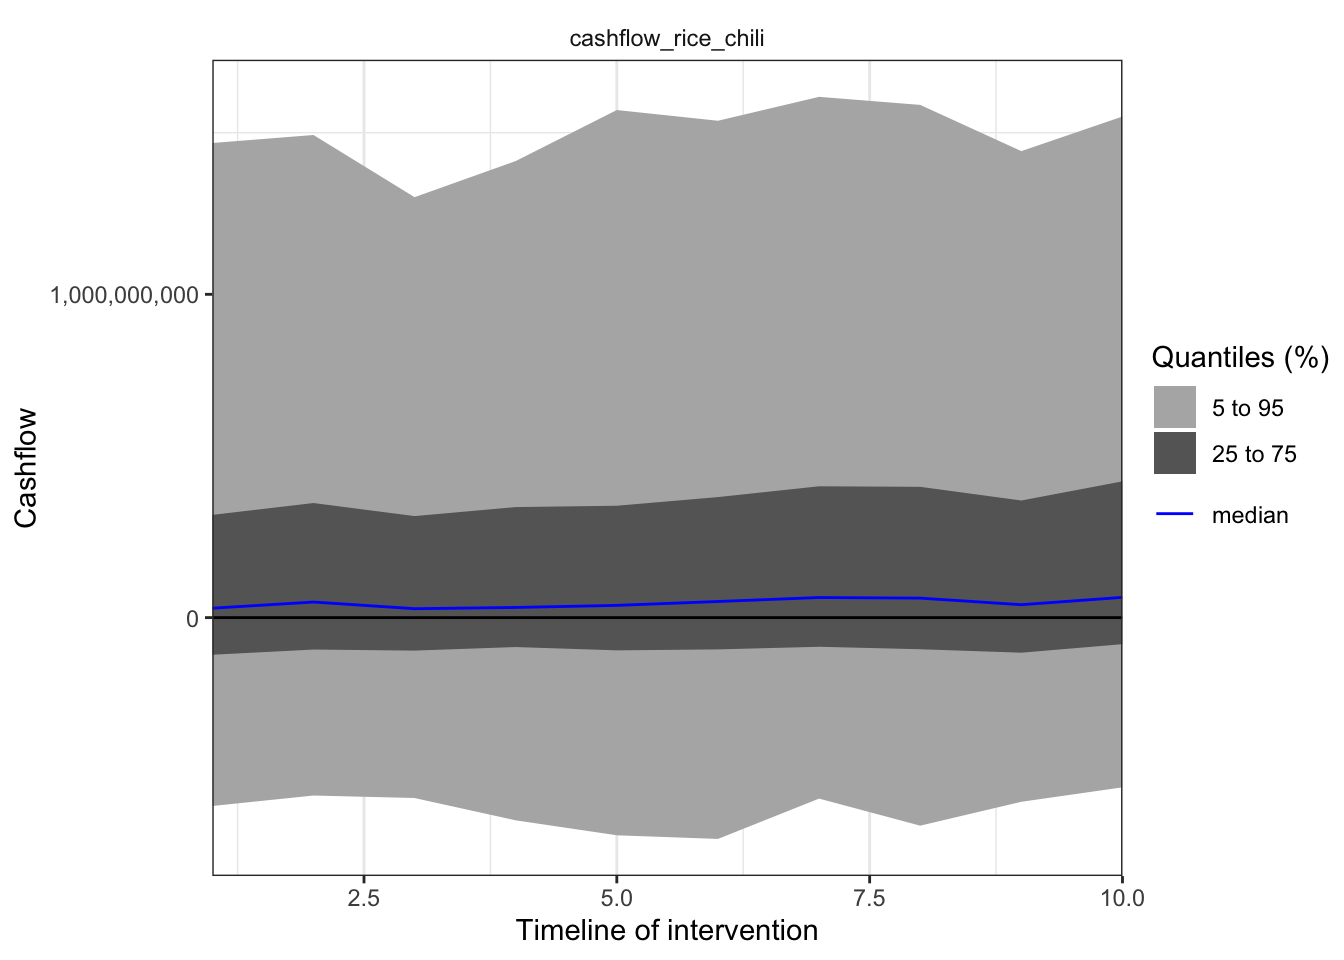 cashflow_rice_chili
Cashflow
1,000,000,000
0
2.5
5.0
7.5
10.0
Timeline of intervention
Quantiles (%)
5 to 95
25 to 75
median